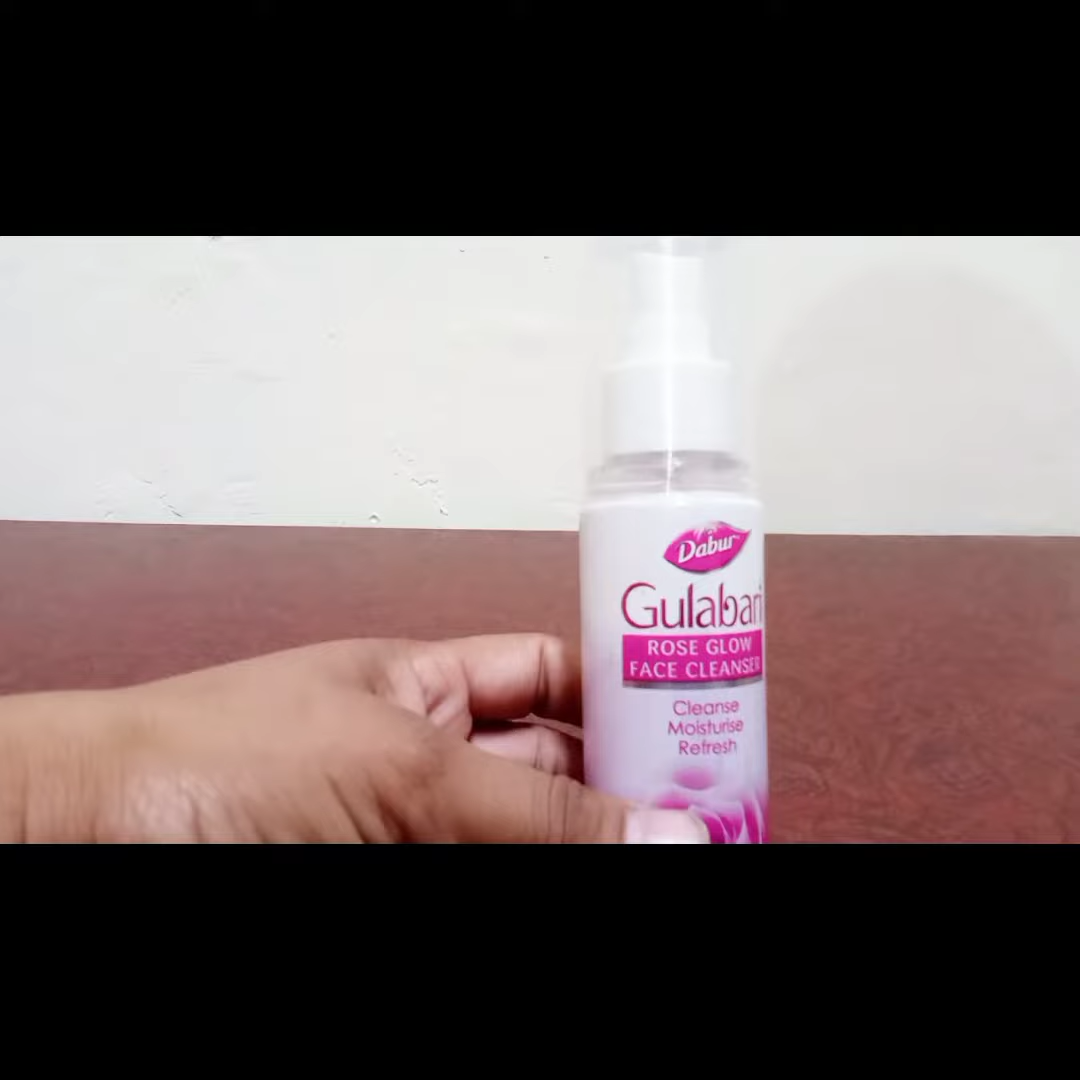 Dabur
Gulabari
ROSE GLOW
FACE CLEANSER
Cleanse
Moisturise
Refresh